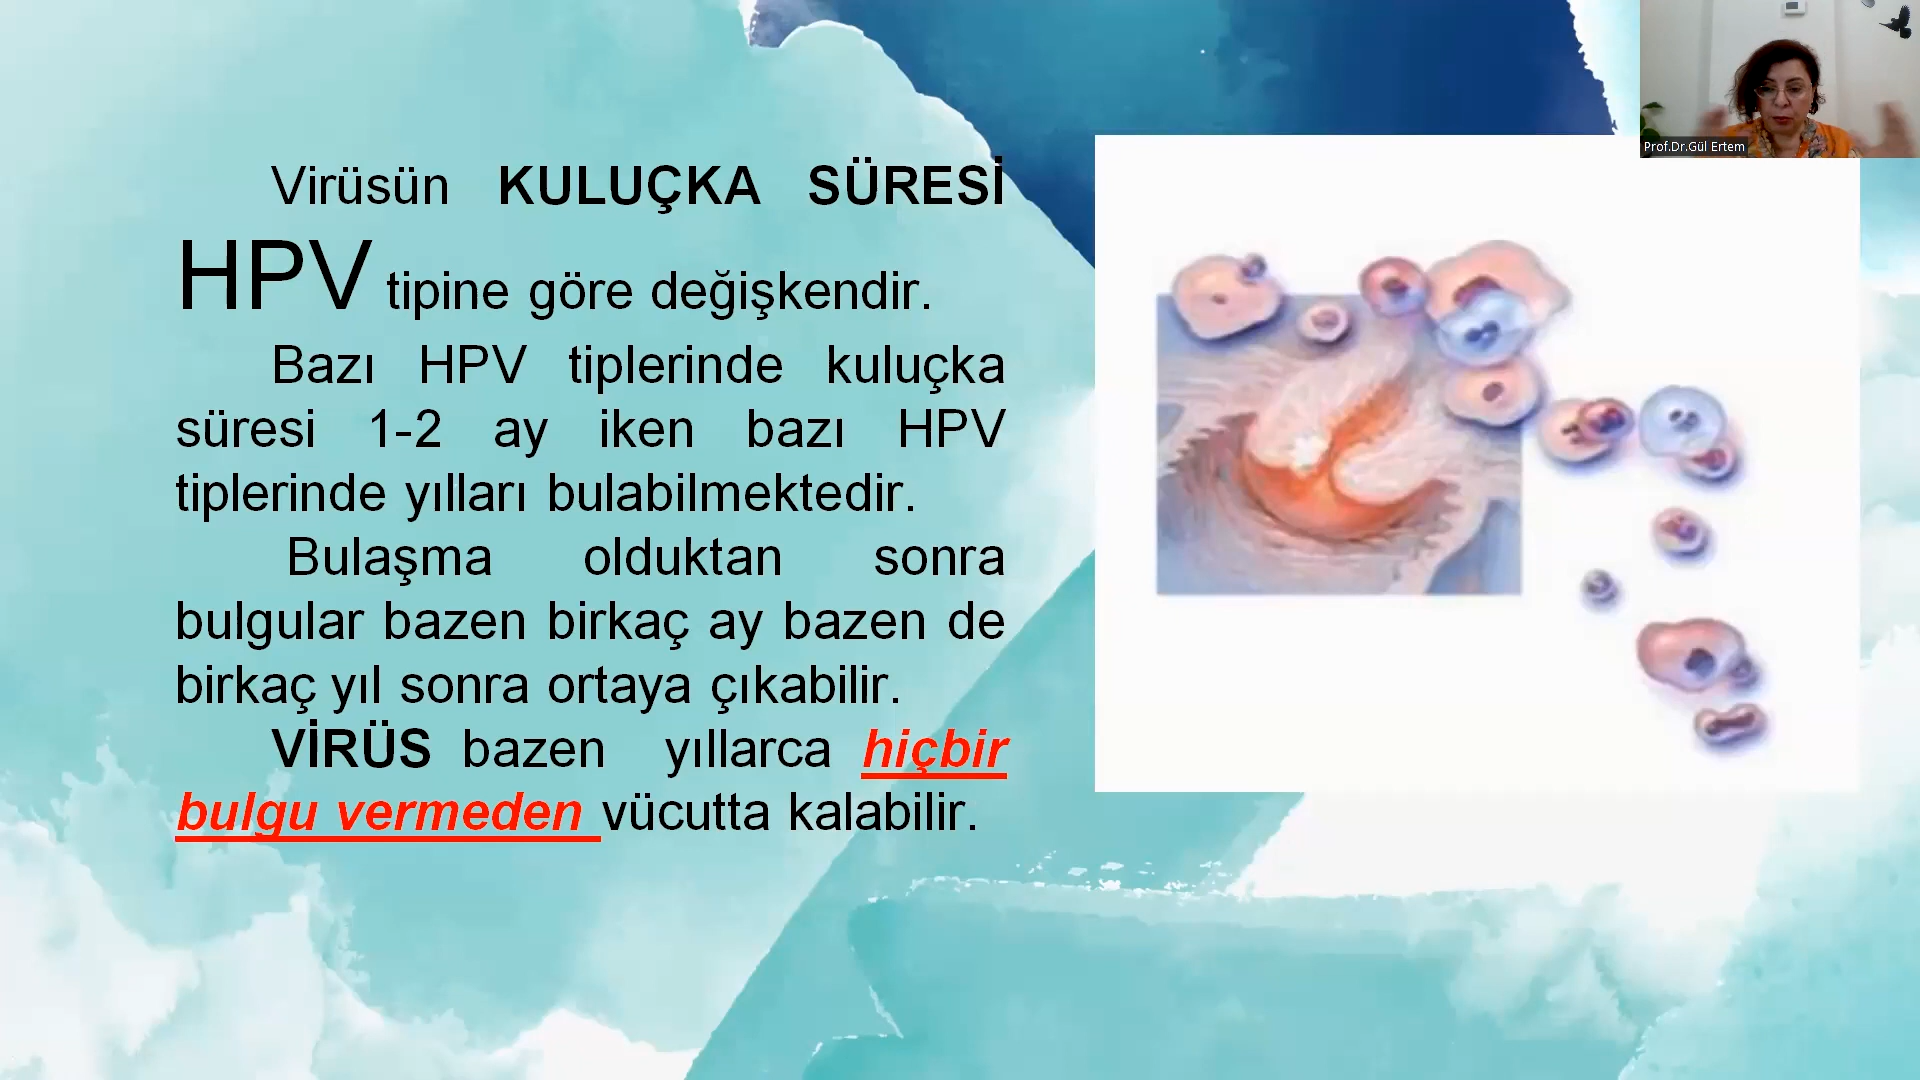 Virüsün KULUÇKA SÜRESİ
HPV tipine göre değişkendir.
Bazı HPV tiplerinde kuluçka
süresi 1-2 ay iken bazı HPV
tiplerinde yılları bulabilmektedir.
Bulaşma olduktan sonra
bulgular bazen birkaç ay bazen de
birkaç yıl sonra ortaya çıkabilir.
VİRÜS bazen yıllarca hiçbir
bulgu vermeden vücutta kalabilir.
Prof.Dr.Gül Ertem